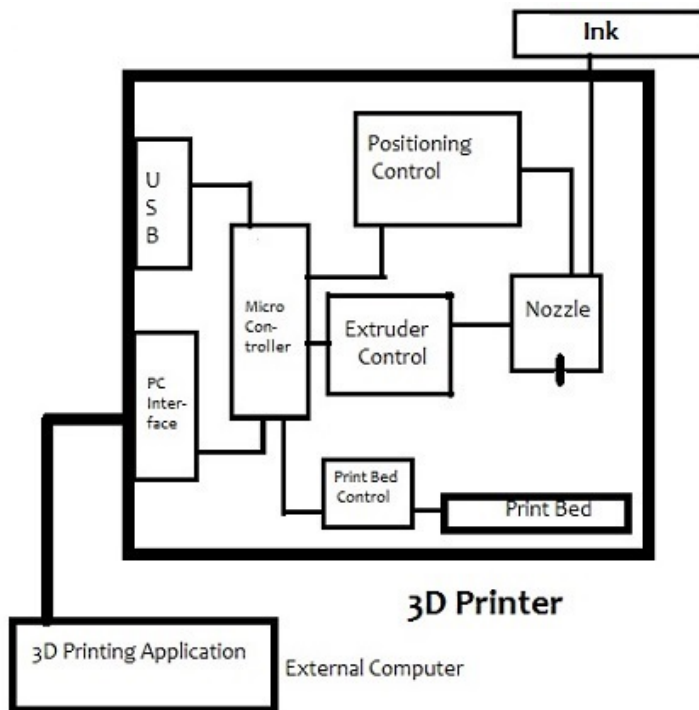 Ink
Positioning
Control
U
S
B
Micro
Con-
troller
Extruder
Control
Nozzle
PC
Inter-
face
Print Bed
Control
Print Bed
3D Printer
3D Printing Application
External Computer